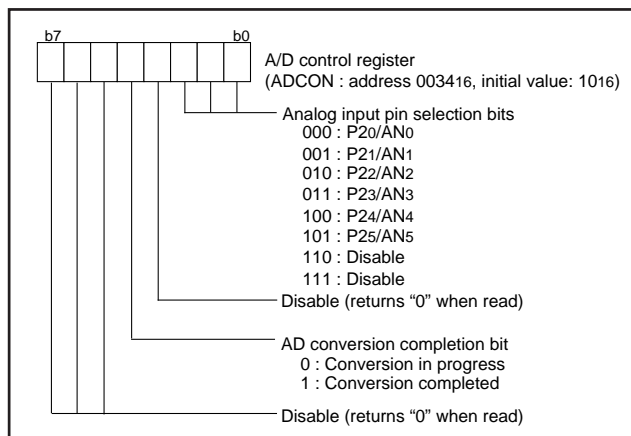 b7 b0
A/D control register
(ADCON : address 003416, initial value: 1016)
Analog input pin selection bits
000 : P20/AN0
001 : P21/AN1
010 : P22/AN2
011 : P23/AN3
100 : P24/AN4
101 : P25/AN5
110 : Disable
111 : Disable
Disable (returns “0” when read)
AD conversion completion bit
0 : Conversion in progress
1 : Conversion completed
Disable (returns “0” when read)